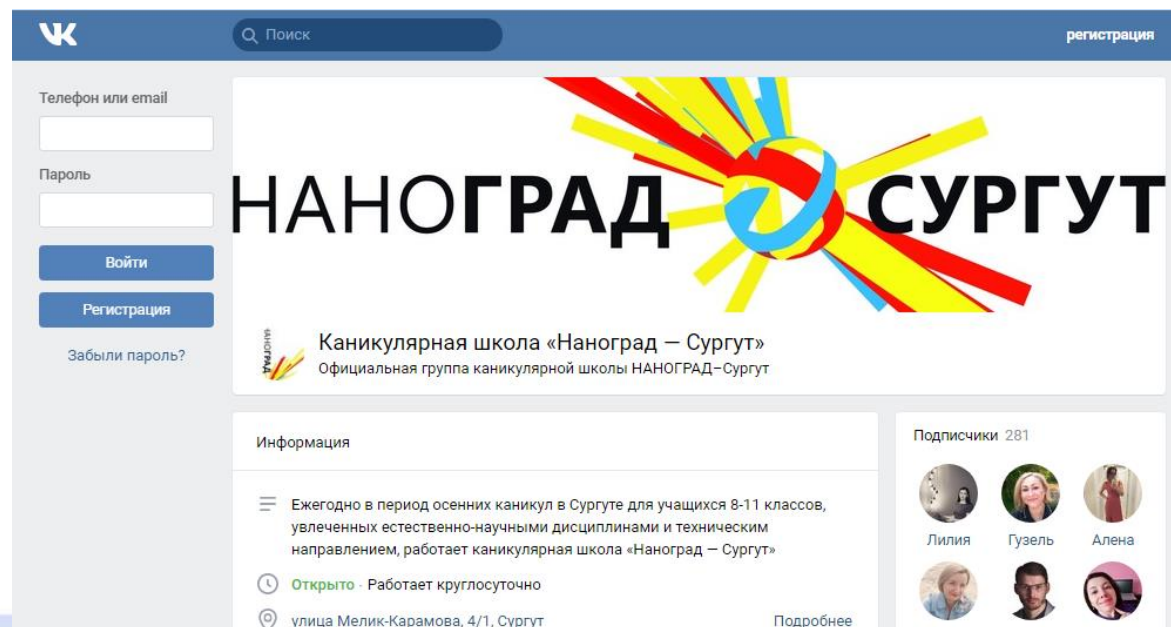 Поиск
регистрация
Телефон или email
Пароль
Войти
Регистрация
Забыли пароль?
НАНОГРАД СУРГУТ
НАНОГРАД
Каникулярная школа «Наноград — Сургут»
Официальная группа каникулярной школы НАНОГРАД–Сургут
Информация
Ежегодно в период осенних каникул в Сургуте для учащихся 8-11 классов,
увлеченных естественно-научными дисциплинами и техническим
направлением, работает каникулярная школа «Наноград — Сургут»
Открыто · Работает круглосуточно
улица Мелик-Карамова, 4/1, Сургут Подробнее
Подписчики 281
Лилия Гузель Алена